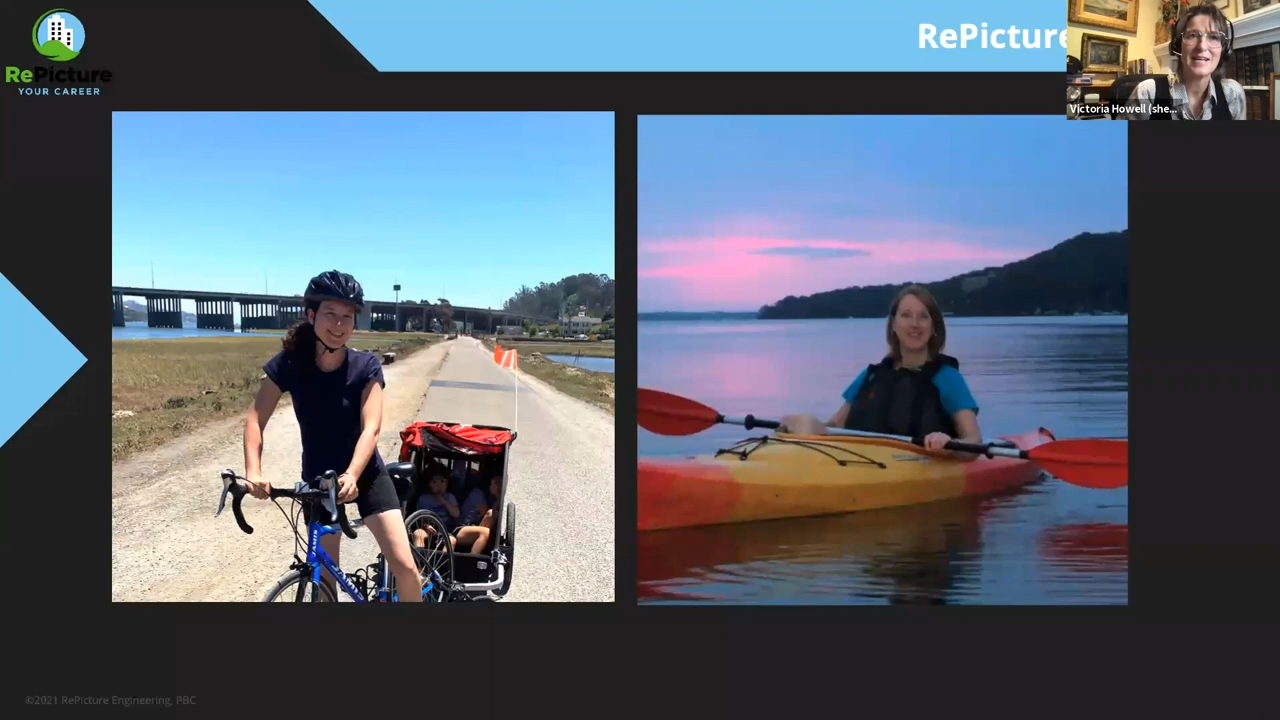 RePicture
YOUR CAREER
RePicture
Victoria Howell (she...
©2021 RePicture Engineering, PBC